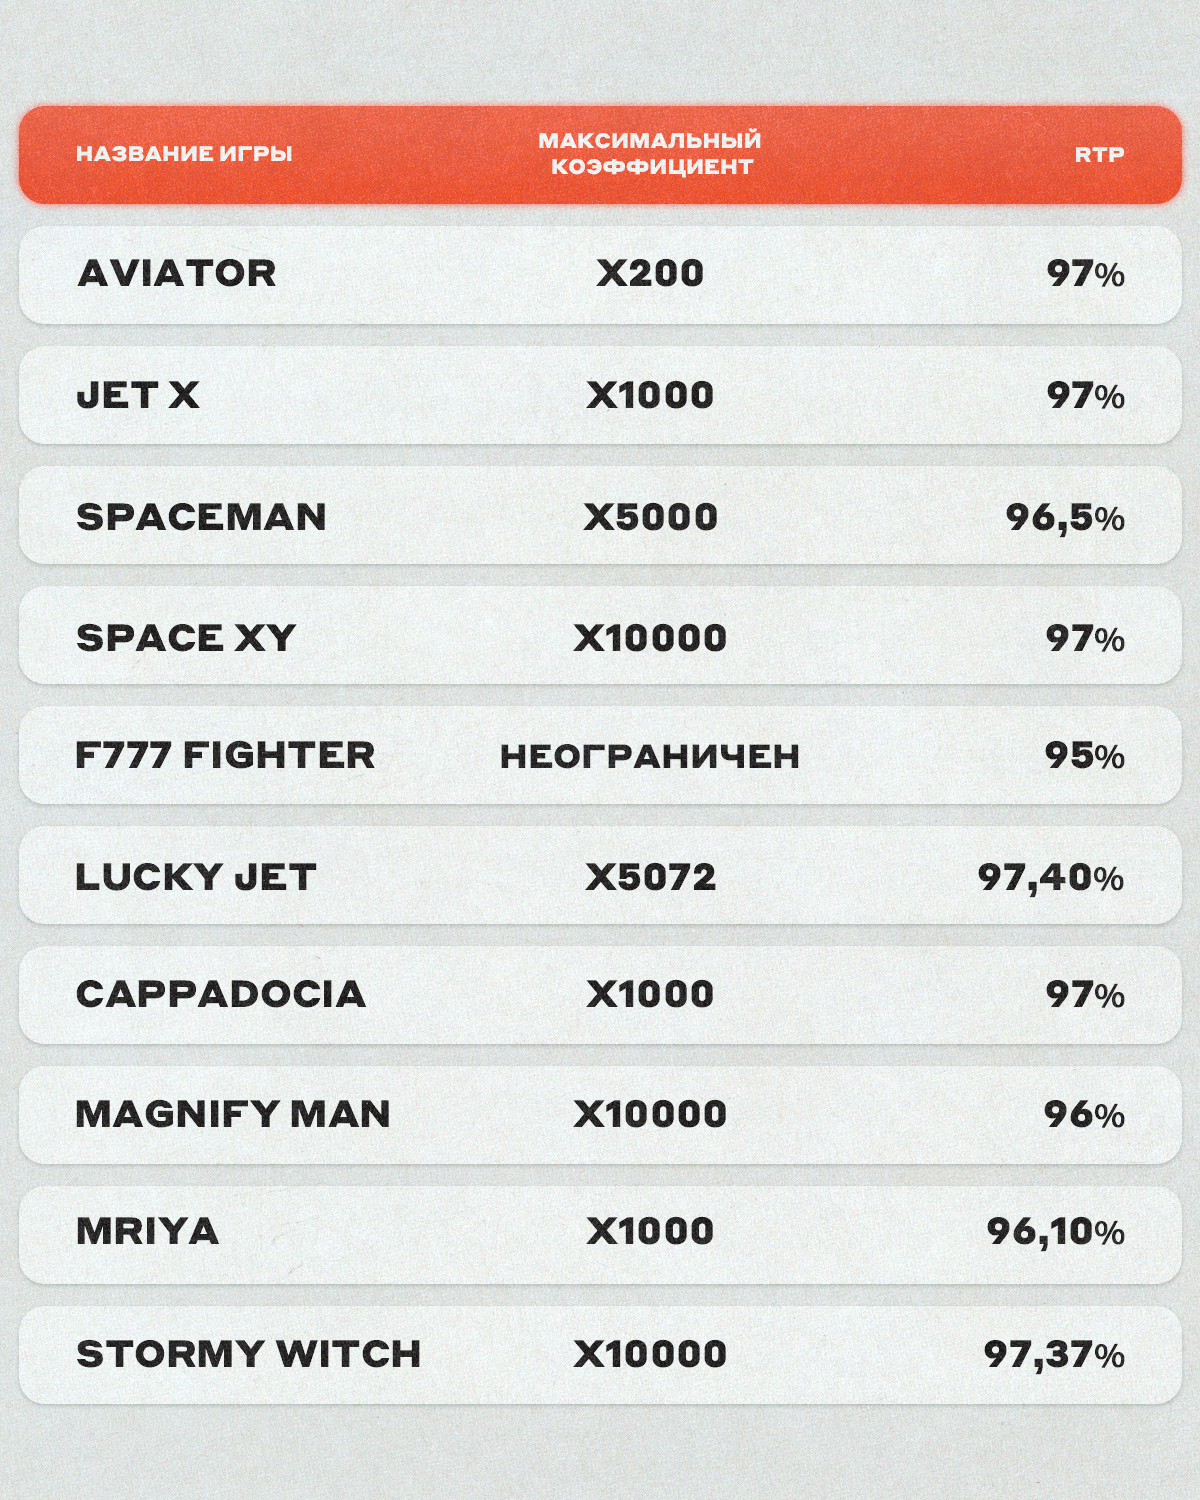 НАЗВАНИЕ ИГРЫ
МАКСИМАЛЬНЫЙ
КОЭФФИЦИЕНТ
RTP
AVIATOR X200 97%
JET X X1000 97%
SPACEMAN X5000 96,5%
SPACE XY X10000 97%
F777 FIGHTER НЕОГРАНИЧЕН 95%
LUCKY JET X5072 97,40%
CAPPADOCIA X1000 97%
MAGNIFY MAN X10000 96%
MRIYA X1000 96,10%
STORMY WITCH X10000 97,37%